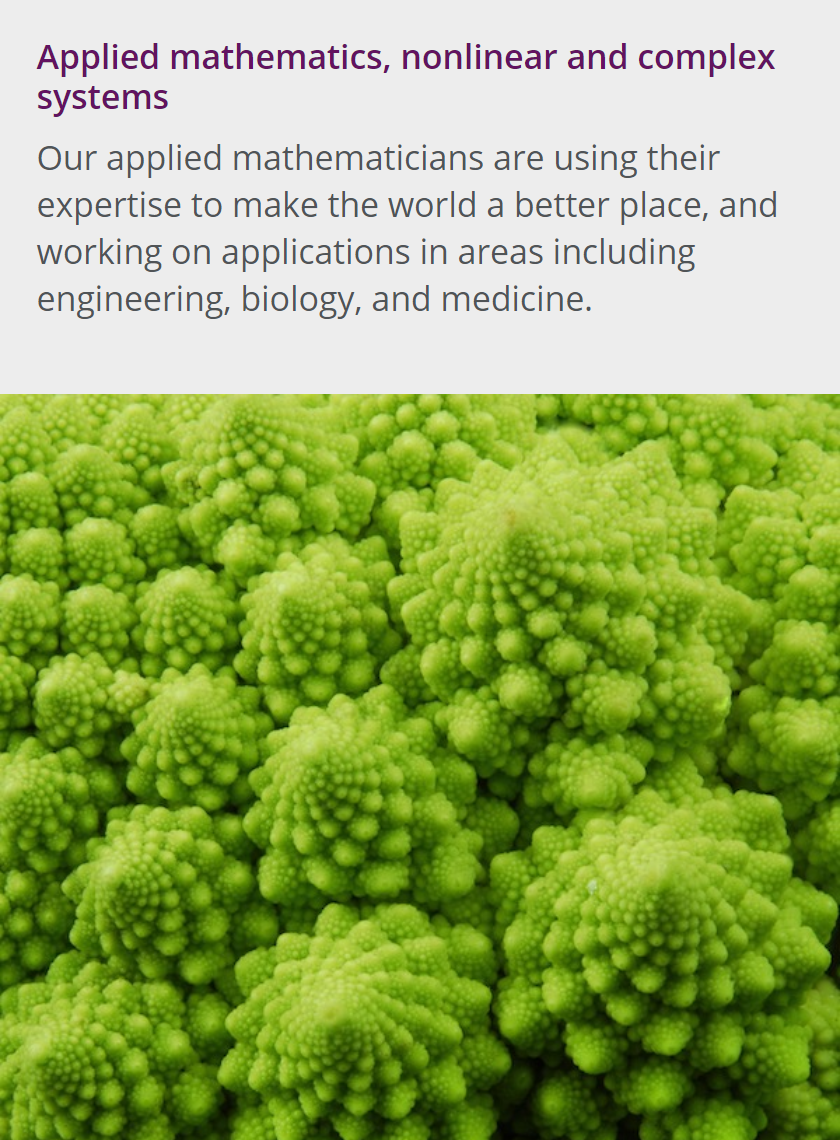 Applied mathematics, nonlinear and complex
systems
Our applied mathematicians are using their
expertise to make the world a better place, and
working on applications in areas including
engineering, biology, and medicine.